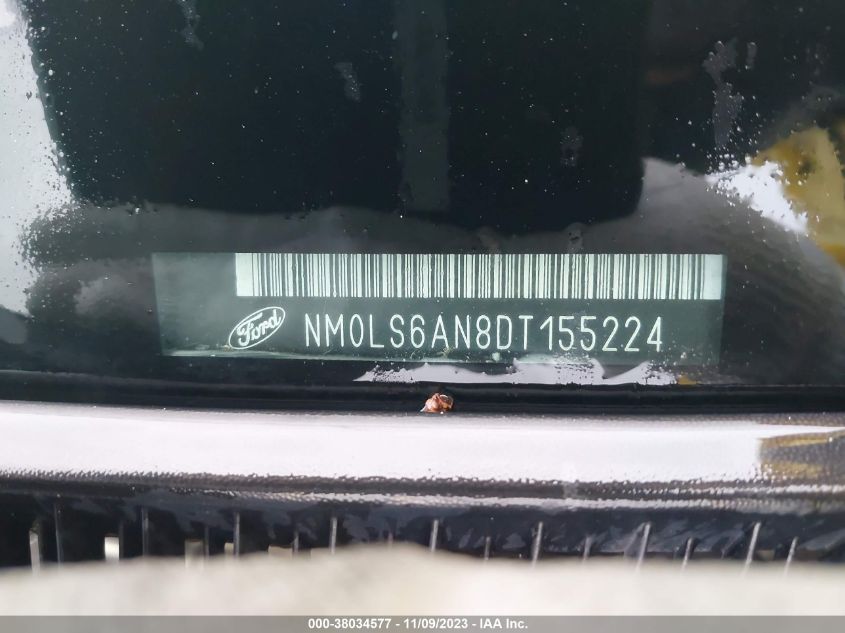 Ford NM0LS6AN8DT155224
000-38034577 - 11/09/2023 - IAA Inc.